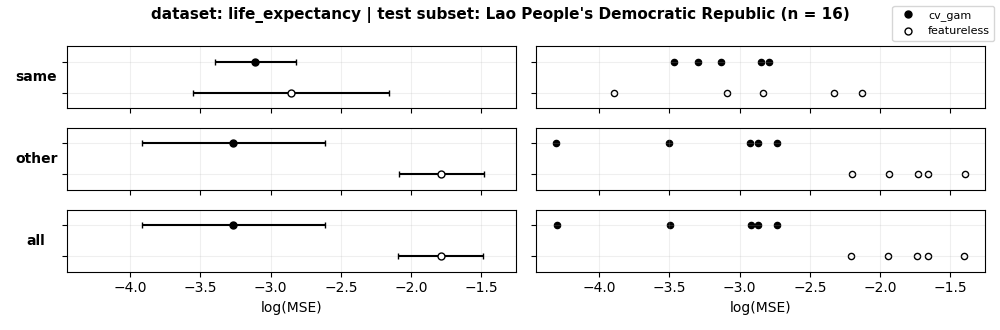 dataset: life_expectancy | test subset: Lao People's Democratic Republic (n = 16)
cv_gam
featureless
same
other
all
−4.0 −3.5 −3.0 −2.5 −2.0 −1.5
log(MSE)
−4.0 −3.5 −3.0 −2.5 −2.0 −1.5
log(MSE)